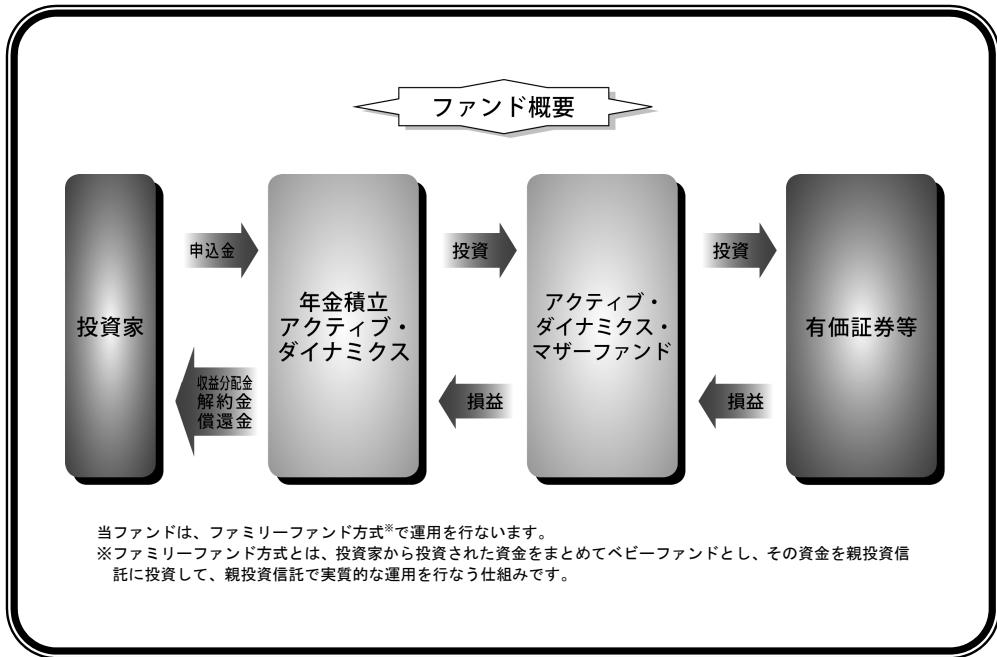 ファンド概要
投資家
申込金
収益分配金
解約金
償還金
年金積立
アクティブ・
ダイナミクス
投資
損益
アクティブ・
ダイナミクス・
マザーファンド
投資
損益
有価証券等
当ファンドは、ファミリーファンド方式※で運用を行ないます。
※ファミリーファンド方式とは、投資家から投資された資金をまとめてベビーファンドとし、その資金を親投資信
託に投資して、親投資信託で実質的な運用を行なう仕組みです。